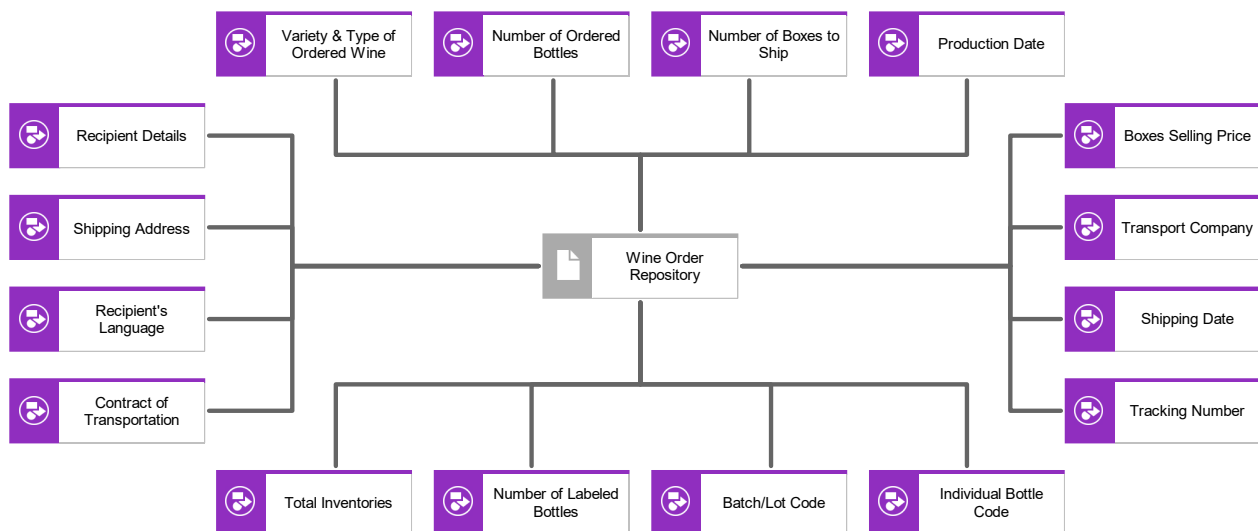 Variety & Type of
Ordered Wine
Number of Ordered
Bottles
Number of Boxes to
Ship
Production Date
Recipient Details
Boxes Selling Price
Shipping Address
Transport Company
Wine Order
Repository
Recipient's
Language
Shipping Date
Contract of
Transportation
Tracking Number
Total Inventories
Number of Labeled
Bottles
Batch/Lot Code
Individual Bottle
Code